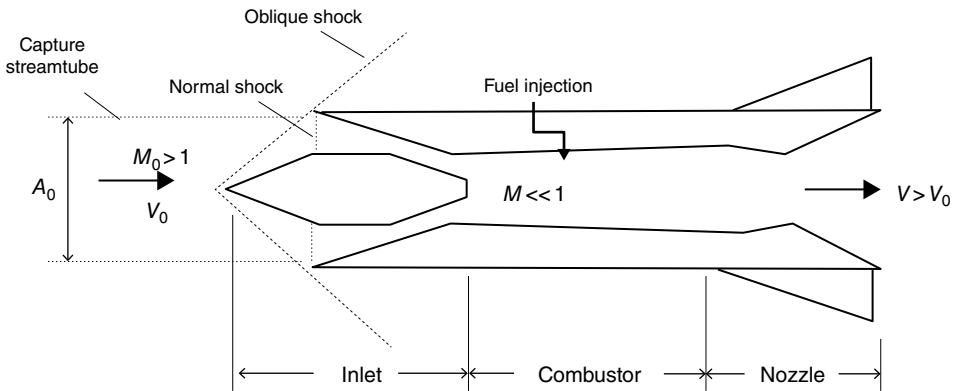 Oblique shock
Capture
streamtube
Normal shock
Fuel injection
M₀ > 1
A₀
V₀
M << 1
V > V₀
Inlet
Combustor
Nozzle